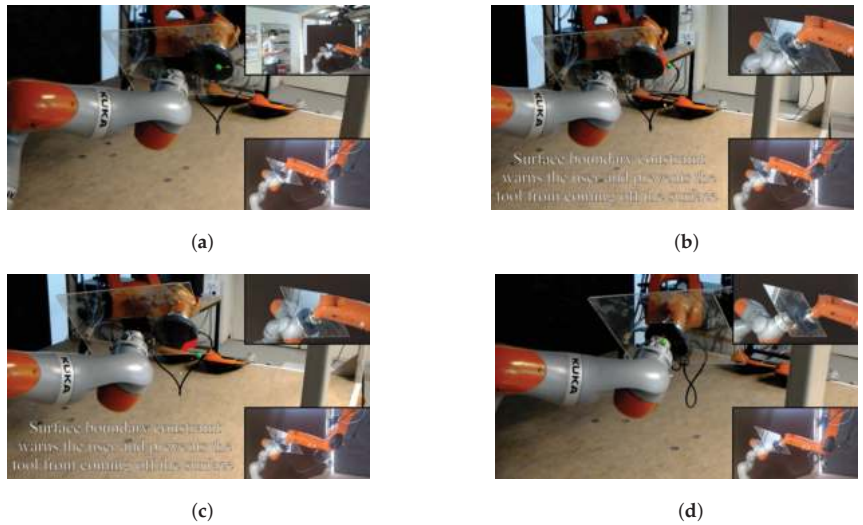 KUKA
(a)
KUKA
Surface boundary constraint
warns the user and prevents the
tool from coming off the surface
(b)
KUKA
Surface boundary constraint
warns the user and prevents the
tool from coming off the surface
(c)
KUKA
(d)